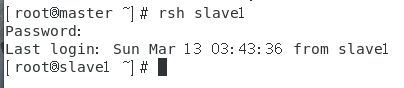 [root@master ~]# rsh slave1
Password:
Last login: Sun Mar 13 03:43:36 from slave1
[root@slave1 ~]#